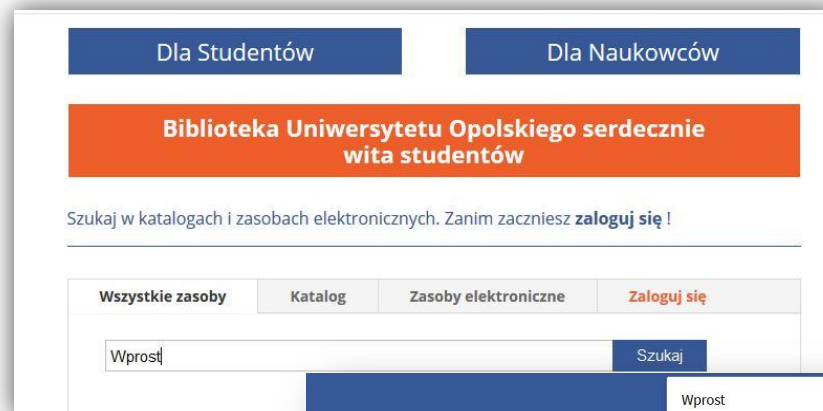 Dla Studentów
Dla Naukowców
Biblioteka Uniwersytetu Opolskiego serdecznie
wita studentów
Szukaj w katalogach i zasobach elektronicznych. Zanim zaczniesz zaloguj się !
Wszystkie zasoby
Katalog
Zasoby elektroniczne
Zaloguj się
Wprost
Szukaj
Wprost